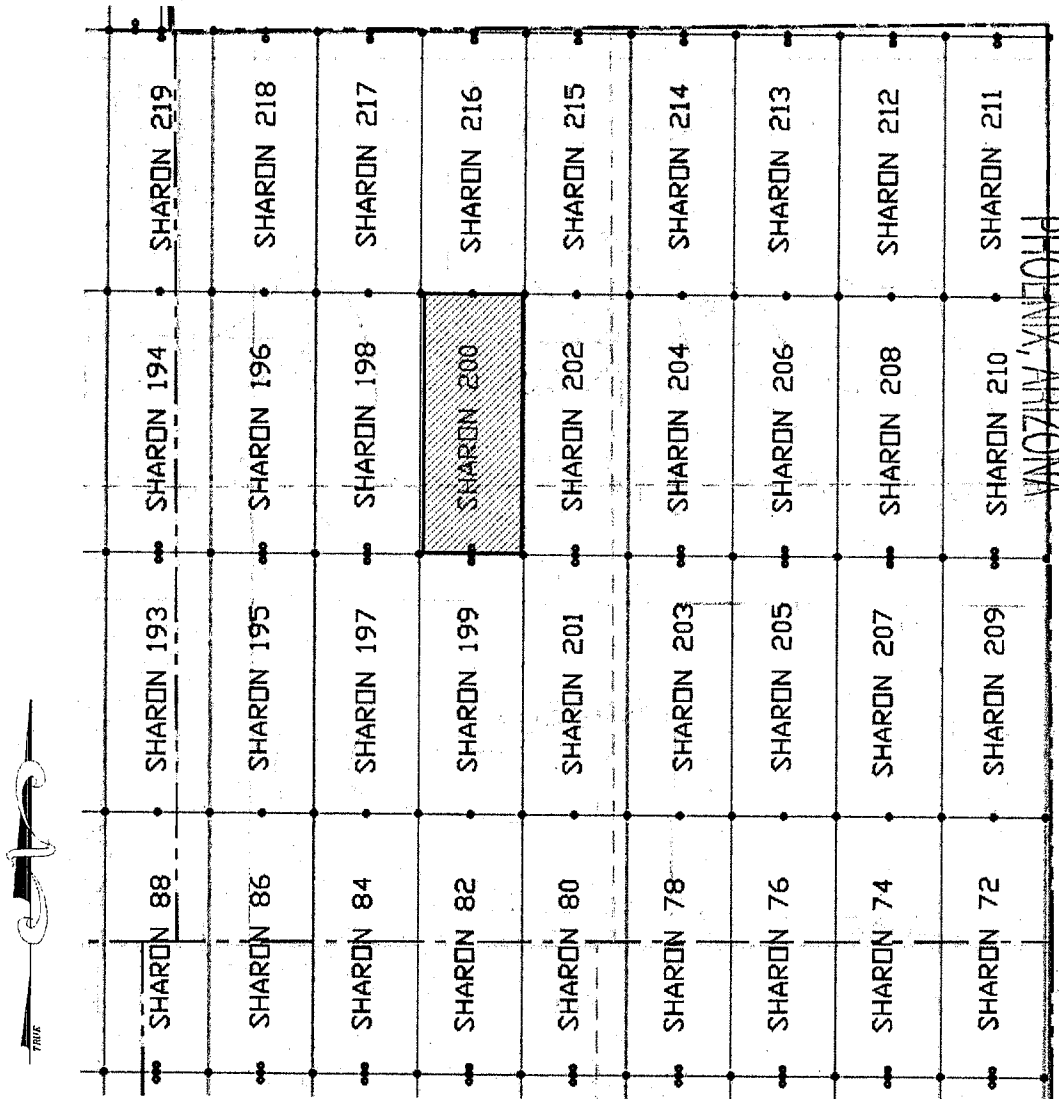 SHARON 219
SHARON 218
SHARON 217
SHARON 216
SHARON 215
SHARON 214
SHARON 213
SHARON 212
SHARON 211
SHARON 194
SHARON 196
SHARON 198
SHARON 200
SHARON 202
SHARON 204
SHARON 206
SHARON 208
SHARON 210
PHOENIX, ARIZONA
SHARON 193
SHARON 195
SHARON 197
SHARON 199
SHARON 201
SHARON 203
SHARON 205
SHARON 207
SHARON 209
SHARON 88
SHARON 86
SHARON 84
SHARON 82
SHARON 80
SHARON 78
SHARON 76
SHARON 74
SHARON 72
TRUE